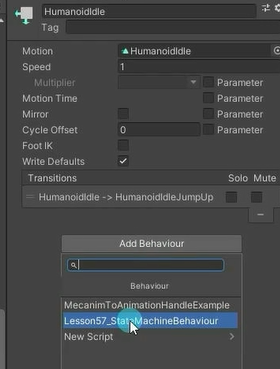 HumanoidIdle
Tag
Motion HumanoidIdle
Speed 1
Multiplier Parameter
Motion Time Parameter
Mirror Parameter
Cycle Offset 0 Parameter
Foot IK
Write Defaults
Transitions Solo Mute
HumanoidIdle -> HumanoidIdleJumpUp
Add Behaviour
Behaviour
MecanimToAnimationHandleExample
Lesson57_StateMachineBehaviour
New Script